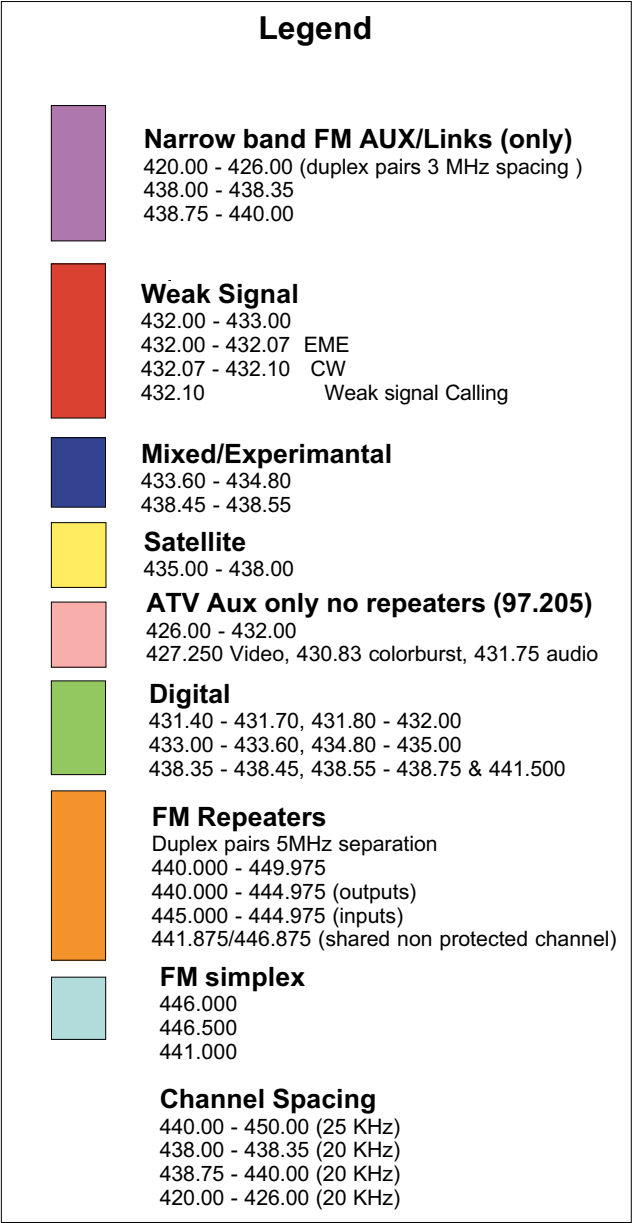 Legend
Narrow band FM AUX/Links (only)
420.00 - 426.00 (duplex pairs 3 MHz spacing )
438.00 - 438.35
438.75 - 440.00
Weak Signal
432.00 - 433.00
432.00 - 432.07 EME
432.07 - 432.10 CW
432.10 Weak signal Calling
Mixed/Experimantal
433.60 - 434.80
438.45 - 438.55
Satellite
435.00 - 438.00
ATV Aux only no repeaters (97.205)
426.00 - 432.00
427.250 Video, 430.83 colorburst, 431.75 audio
Digital
431.40 - 431.70, 431.80 - 432.00
433.00 - 433.60, 434.80 - 435.00
438.35 - 438.45, 438.55 - 438.75 & 441.500
FM Repeaters
Duplex pairs 5MHz separation
440.000 - 449.975
440.000 - 444.975 (outputs)
445.000 - 444.975 (inputs)
441.875/446.875 (shared non protected channel)
FM simplex
446.000
446.500
441.000
Channel Spacing
440.00 - 450.00 (25 KHz)
438.00 - 438.35 (20 KHz)
438.75 - 440.00 (20 KHz)
420.00 - 426.00 (20 KHz)